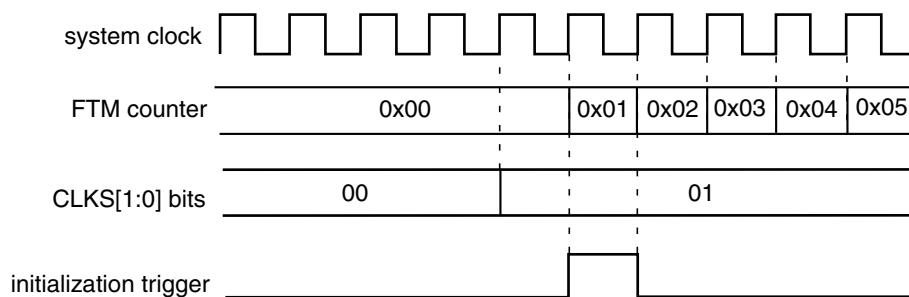 system clock
FTM counter 0x00 0x01 0x02 0x03 0x04 0x05
CLKS[1:0] bits 00 01
initialization trigger